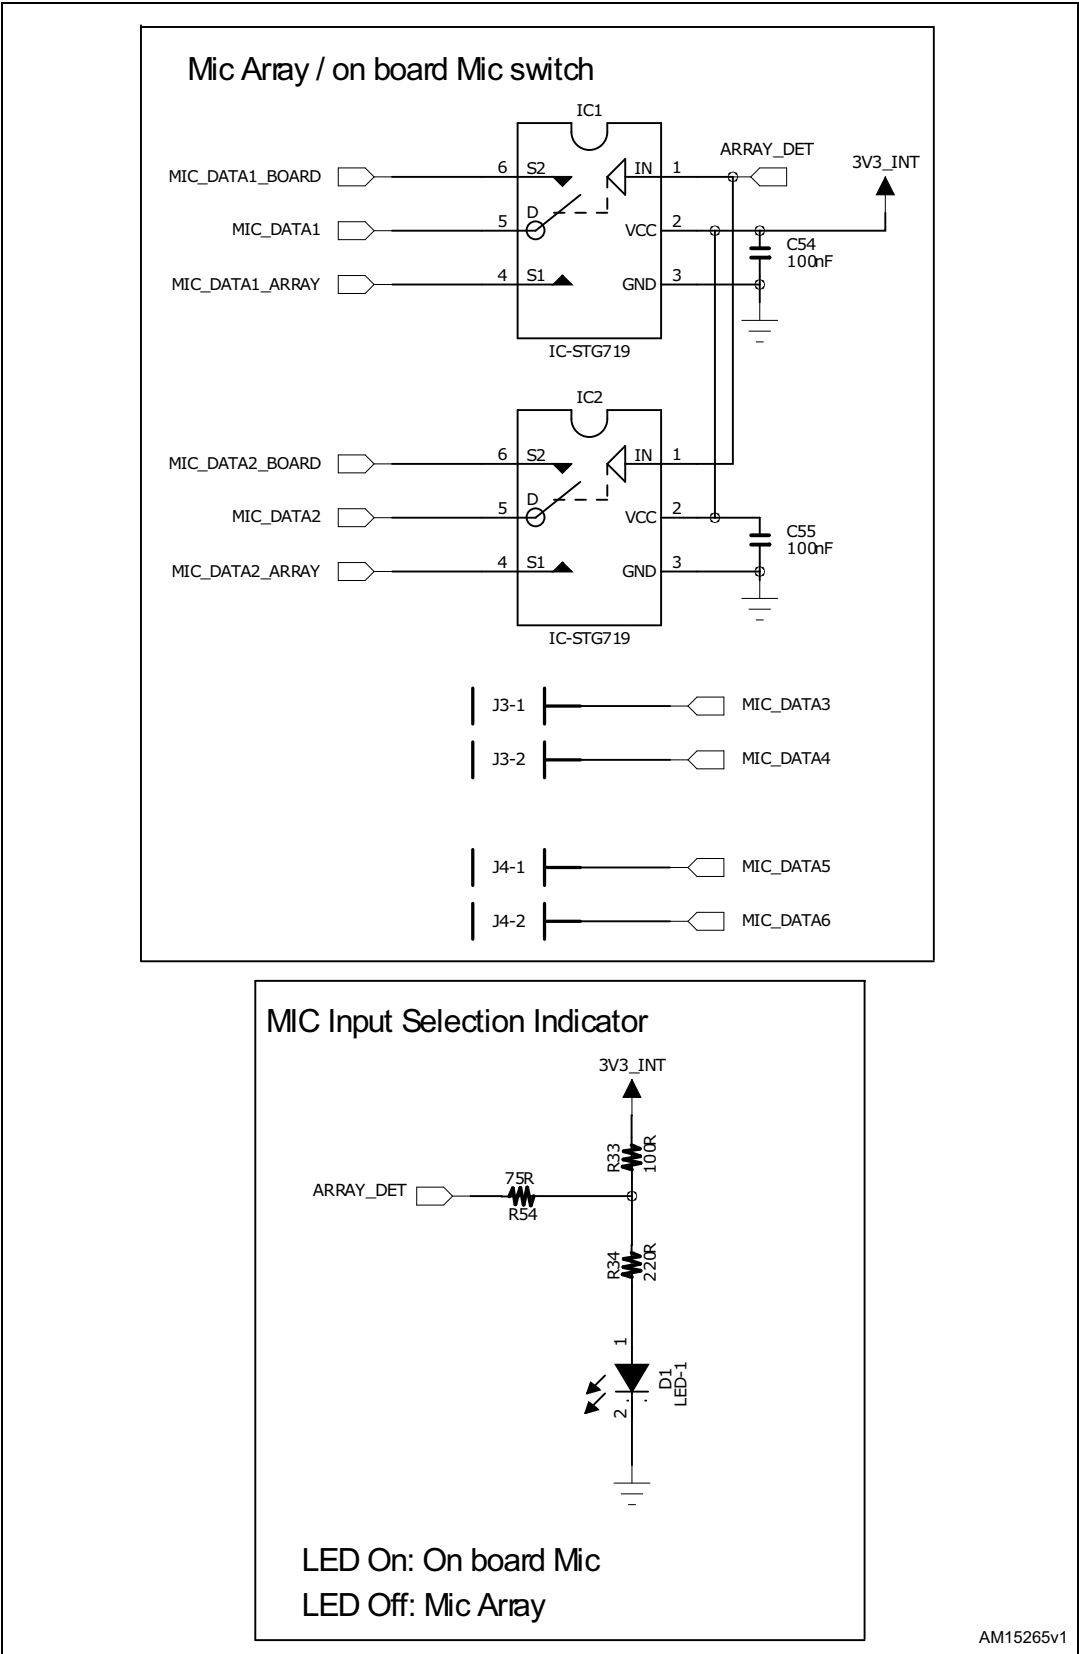 Mic Array / on board Mic switch
IC1
ARRAY_DET
3V3_INT
MIC_DATA1_BOARD
6
S2
IN
1
MIC_DATA1
5
D
VCC
2
C54
100nF
MIC_DATA1_ARRAY
4
S1
GND
3
IC-STG719
IC2
MIC_DATA2_BOARD
6
S2
IN
1
MIC_DATA2
5
D
VCC
2
C55
100nF
MIC_DATA2_ARRAY
4
S1
GND
3
IC-STG719
J3-1
MIC_DATA3
J3-2
MIC_DATA4
J4-1
MIC_DATA5
J4-2
MIC_DATA6
MIC Input Selection Indicator
3V3_INT
R33
100R
ARRAY_DET
75R
R54
R34
220R
1
D1
LED-1
2
LED On: On board Mic
LED Off: Mic Array
AM15265v1